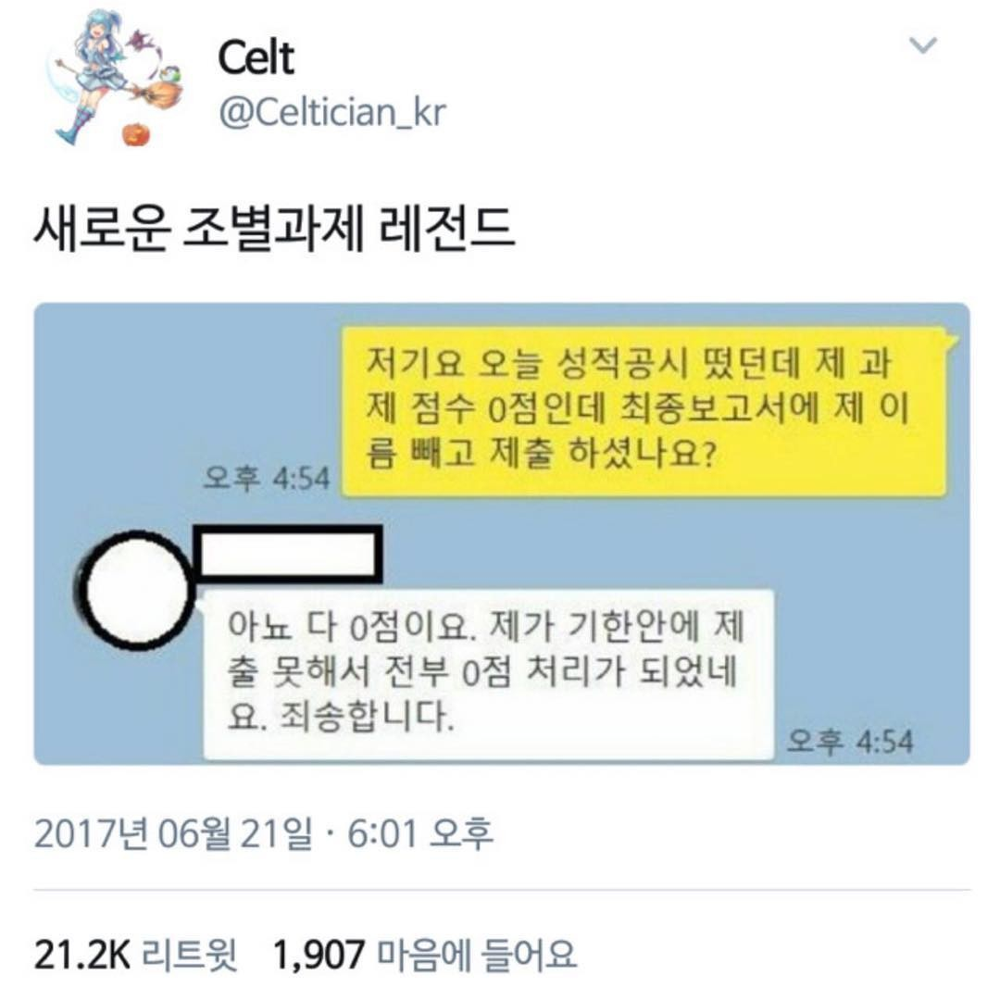 Celt
@Celtician_kr
새로운 조별과제 레전드
저기요 오늘 성적공시 떴던데 제 과
제 점수 0점인데 최종보고서에 제 이
름 빼고 제출 하셨나요?
오후 4:54
아뇨 다 0점이요. 제가 기한안에 제
출 못해서 전부 0점 처리가 되었네
요. 죄송합니다.
오후 4:54
2017년 06월 21일 · 6:01 오후
21.2K 리트윗 1,907 마음에 들어요